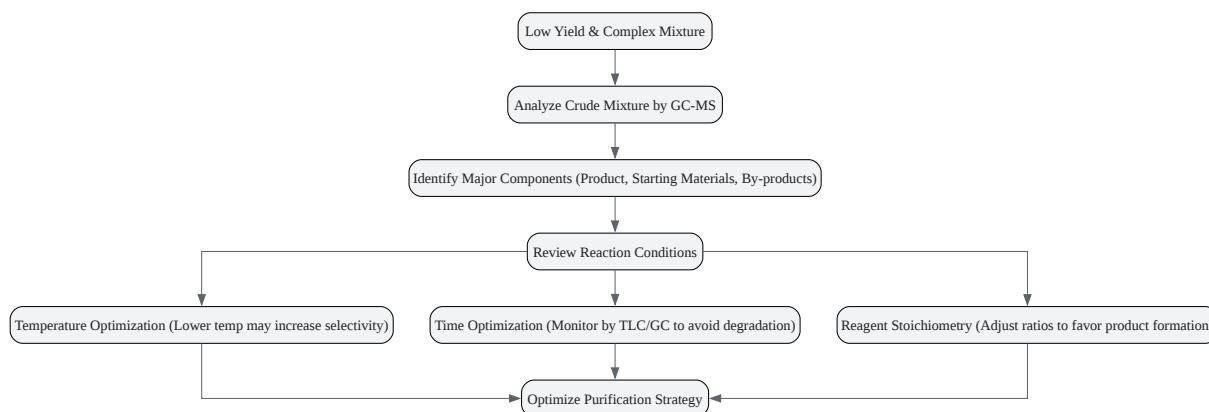 Low Yield & Complex Mixture
Analyze Crude Mixture by GC-MS
Identify Major Components (Product, Starting Materials, By-products)
Review Reaction Conditions
Temperature Optimization (Lower temp may increase selectivity)
Time Optimization (Monitor by TLC/GC to avoid degradation)
Reagent Stoichiometry (Adjust ratios to favor product formation
Optimize Purification Strategy